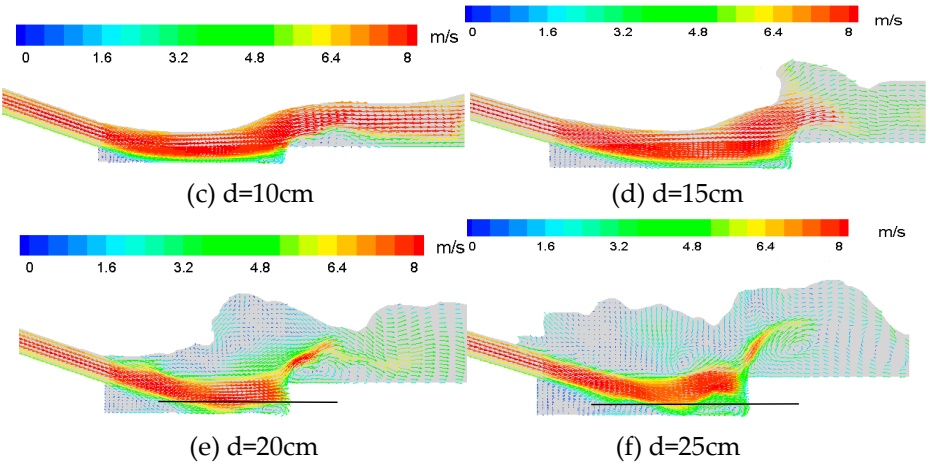 m/s
0 1.6 3.2 4.8 6.4 8
m/s
0 1.6 3.2 4.8 6.4 8
(c) d=10cm
(d) d=15cm
m/s
0 1.6 3.2 4.8 6.4 8
m/s
0 1.6 3.2 4.8 6.4 8
(e) d=20cm
(f) d=25cm